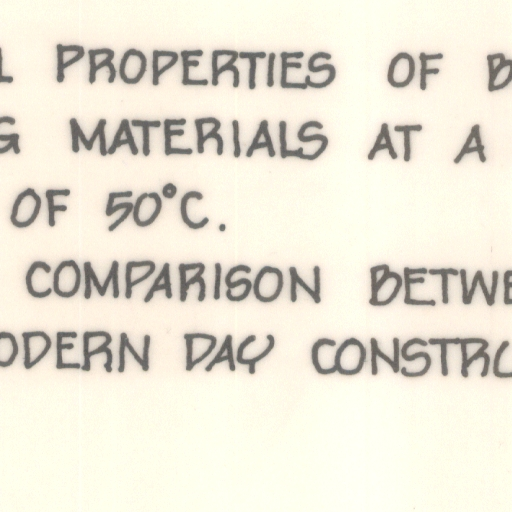 L PROPERTIES OF B
G MATERIALS AT A
OF 50°C.
COMPARISON BETWE
ODERN DAY CONSTRU